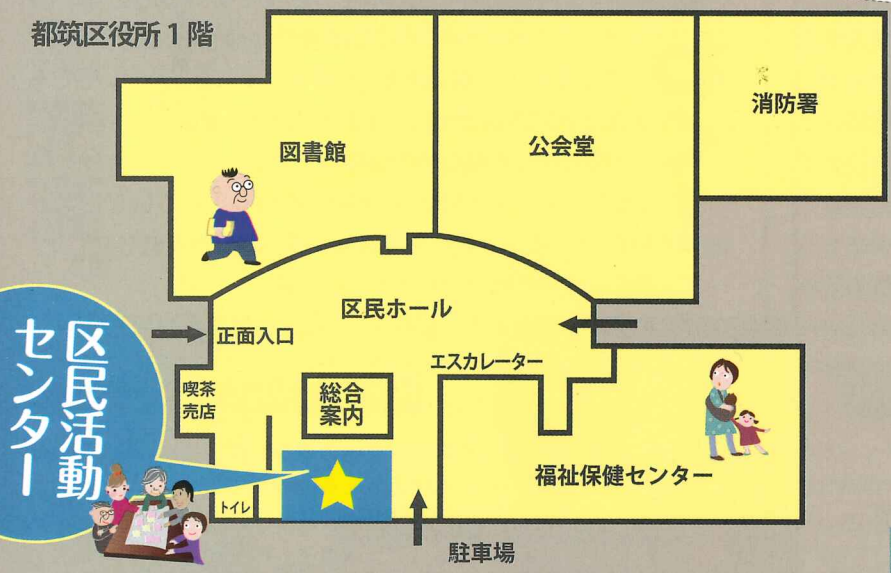 都筑区役所1階
消防署
図書館
公会堂
区民ホール
正面入口
エスカレーター
喫茶
売店
総合
案内
区民活動
センター
福祉保健センター
トイレ
駐車場